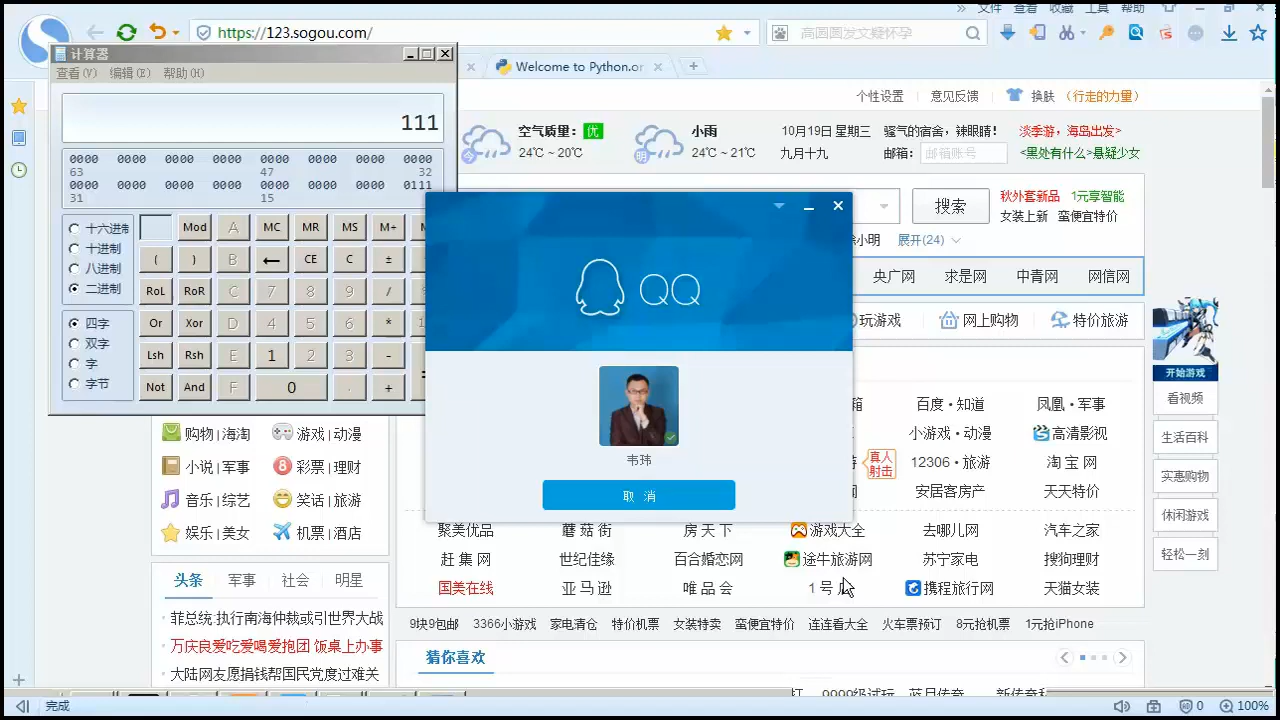 文件 查看 收藏 工具 帮助
https://123.sogou.com/
高圆圆发文疑怀孕
Welcome to Python.or
计算器
查看(V) 编辑(E) 帮助(H)
111
0000 0000 0000 0000 0000 0000 0000 0000
63 47 32
0000 0000 0000 0000 0000 0000 0000 0111
31 15
十六进制
十进制
八进制
二进制
四字
双字
字
字节
Mod A MC MR MS M+
( ) B ← CE C ±
RoL RoR C 7 8 9 /
Or Xor D 4 5 6 *
Lsh Rsh E 1 2 3 -
Not And F 0 . +
个性设置 意见反馈 换肤 (行走的力量)
空气质量: 优
24℃ ~ 20℃
今
小雨
24℃ ~ 21℃
明
10月19日 星期三 骚气的宿舍,辣眼睛! 淡季游,海岛出发>
九月十九 邮箱: 邮箱账号 <黑处有什么>悬疑少女
搜索
秋外套新品 1元享智能
女装上新 蛮便宜特价
小明 展开(24)
央广网 求是网 中青网 网信网
玩游戏 网上购物 特价旅游
开始游戏
看视频
生活百科
实惠购物
休闲游戏
轻松一刻
QQ
韦玮
取 消
百度·知道 凤凰·军事
小游戏·动漫 高清影视
真人射击 12306·旅游 淘 宝 网
安居客房产 天天特价
购物|海淘 游戏|动漫
小说|军事 彩票|理财
音乐|综艺 笑话|旅游
娱乐|美女 机票|酒店
聚美优品 蘑 菇 街 房 天 下 游戏大全 去哪儿网 汽车之家
赶 集 网 世纪佳缘 百合婚恋网 途牛旅游网 苏宁家电 搜狗理财
国美在线 亚 马 逊 唯 品 会 1 号 携程旅行网 天猫女装
9块9包邮 3366小游戏 家电清仓 特价机票 女装特卖 蛮便宜特价 连连看大全 火车票预订 8元抢机票 1元抢iPhone
头条 军事 社会 明星
菲总统:执行南海仲裁或引世界大战
万庆良爱吃爱喝爱抱团 饭桌上办事
大陆网友愿捐钱帮国民党度过难关
猜你喜欢
完成
0
100%